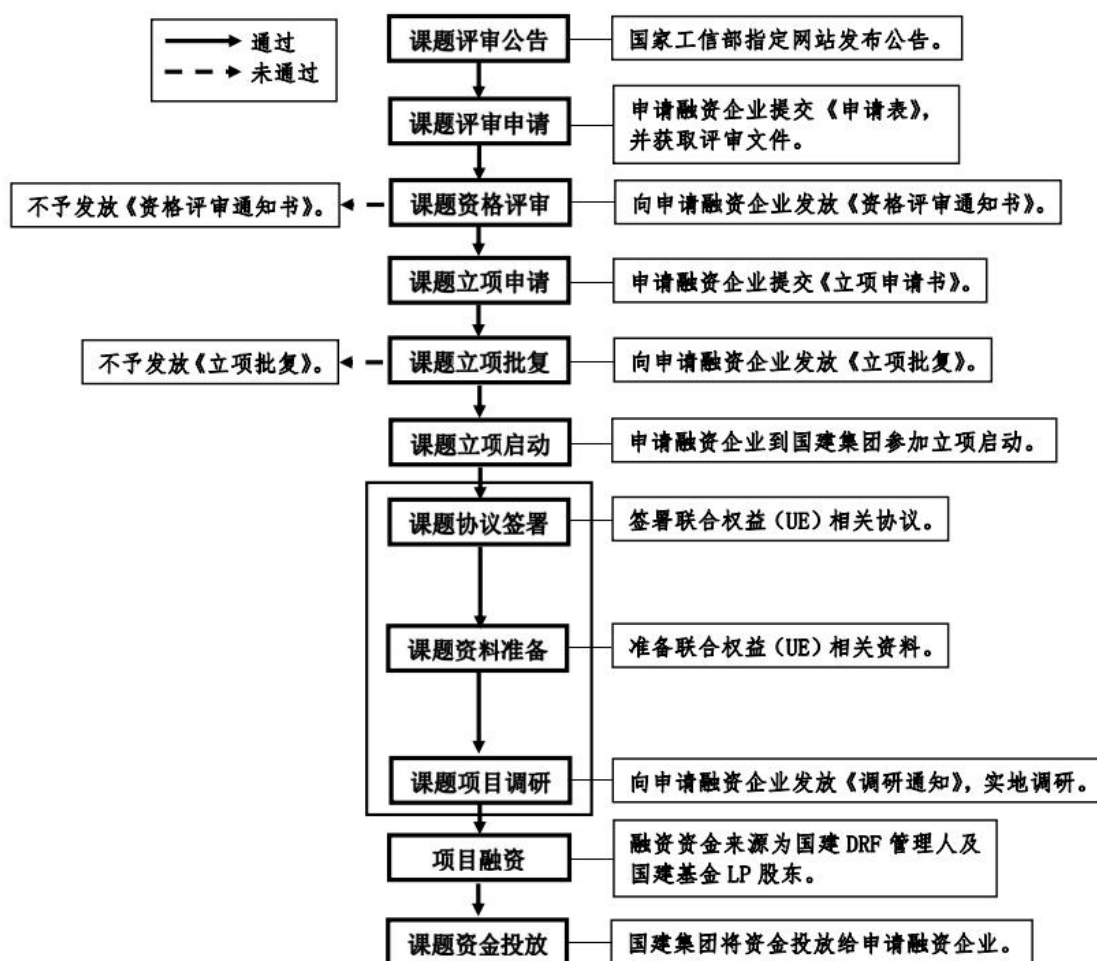 通过
未通过
课题评审公告
国家工信部指定网站发布公告。
课题评审申请
申请融资企业提交《申请表》,
并获取评审文件。
不予发放《资格评审通知书》。
课题资格评审
向申请融资企业发放《资格评审通知书》。
课题立项申请
申请融资企业提交《立项申请书》。
不予发放《立项批复》。
课题立项批复
向申请融资企业发放《立项批复》。
课题立项启动
申请融资企业到国建集团参加立项启动。
课题协议签署
签署联合权益(UE)相关协议。
课题资料准备
准备联合权益(UE)相关资料。
课题项目调研
向申请融资企业发放《调研通知》,实地调研。
项目融资
融资资金来源为国建 DRF 管理人及
国建基金 LP 股东。
课题资金投放
国建集团将资金投放给申请融资企业。